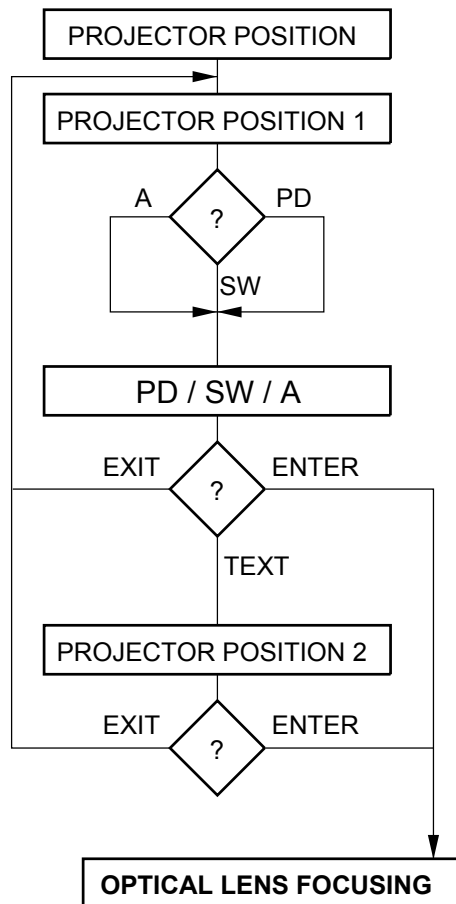 PROJECTOR POSITION
PROJECTOR POSITION 1
A ? PD
SW
PD / SW / A
EXIT ? ENTER
TEXT
PROJECTOR POSITION 2
EXIT ? ENTER
OPTICAL LENS FOCUSING